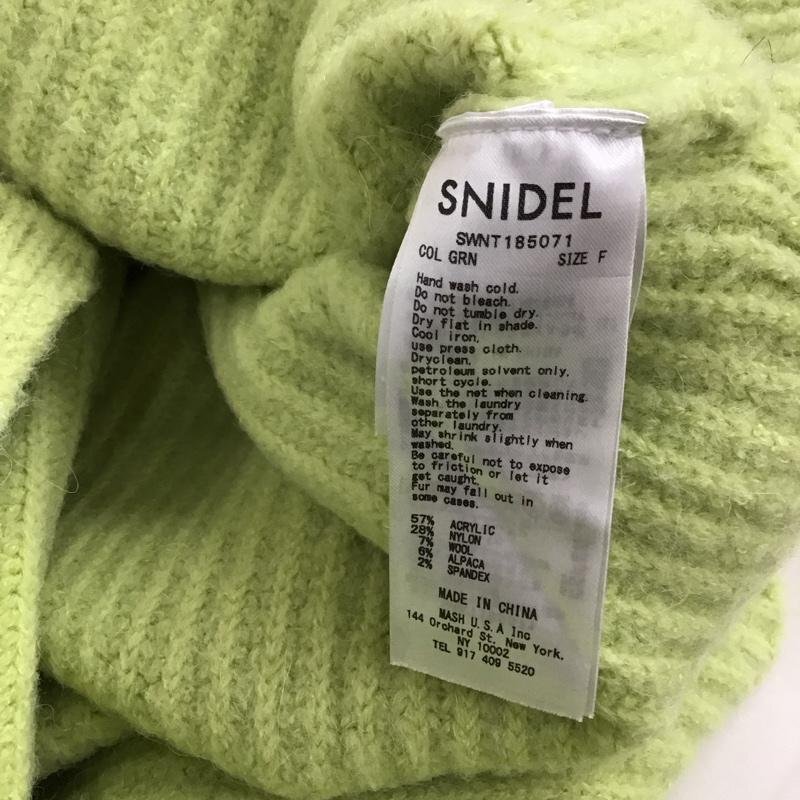 SNIDEL
SWNT185071
COL GRN SIZE F
Hand wash cold.
Do not bleach.
Do not tumble dry.
Dry flat in shade.
Cool iron,
use press cloth.
Dryclean,
petroleum solvent only,
short cycle.
Use the net when cleaning.
Wash the laundry
separately from
other laundry.
May shrink slightly when
washed.
Be careful not to expose
to friction or let it
get caught.
Fur may fall out in
some cases.
57% ACRYLIC
28% NYLON
7% WOOL
6% ALPACA
2% SPANDEX
MADE IN CHINA
MASH U.S.A Inc
144 Orchard St. New York,
NY 10002
TEL 917 409 5520